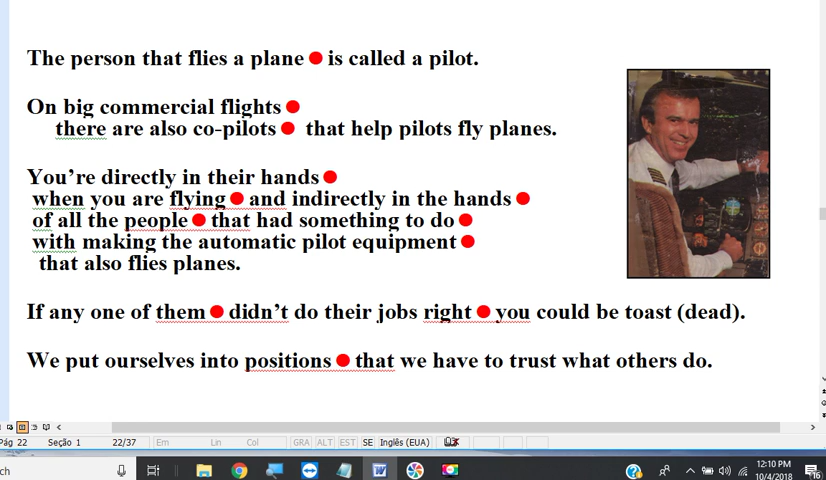 The person that flies a plane ● is called a pilot.
On big commercial flights ●
there are also co-pilots ● that help pilots fly planes.
You're directly in their hands ●
when you are flying ● and indirectly in the hands ●
of all the people ● that had something to do ●
with making the automatic pilot equipment ●
that also flies planes.
If any one of them ● didn't do their jobs right ● you could be toast (dead).
We put ourselves into positions ● that we have to trust what others do.
Pág 22 Seção 1 22/37 Em Lin Col GRA ALT EST SE Inglês (EUA)
ch
12:10 PM
10/4/2018
16